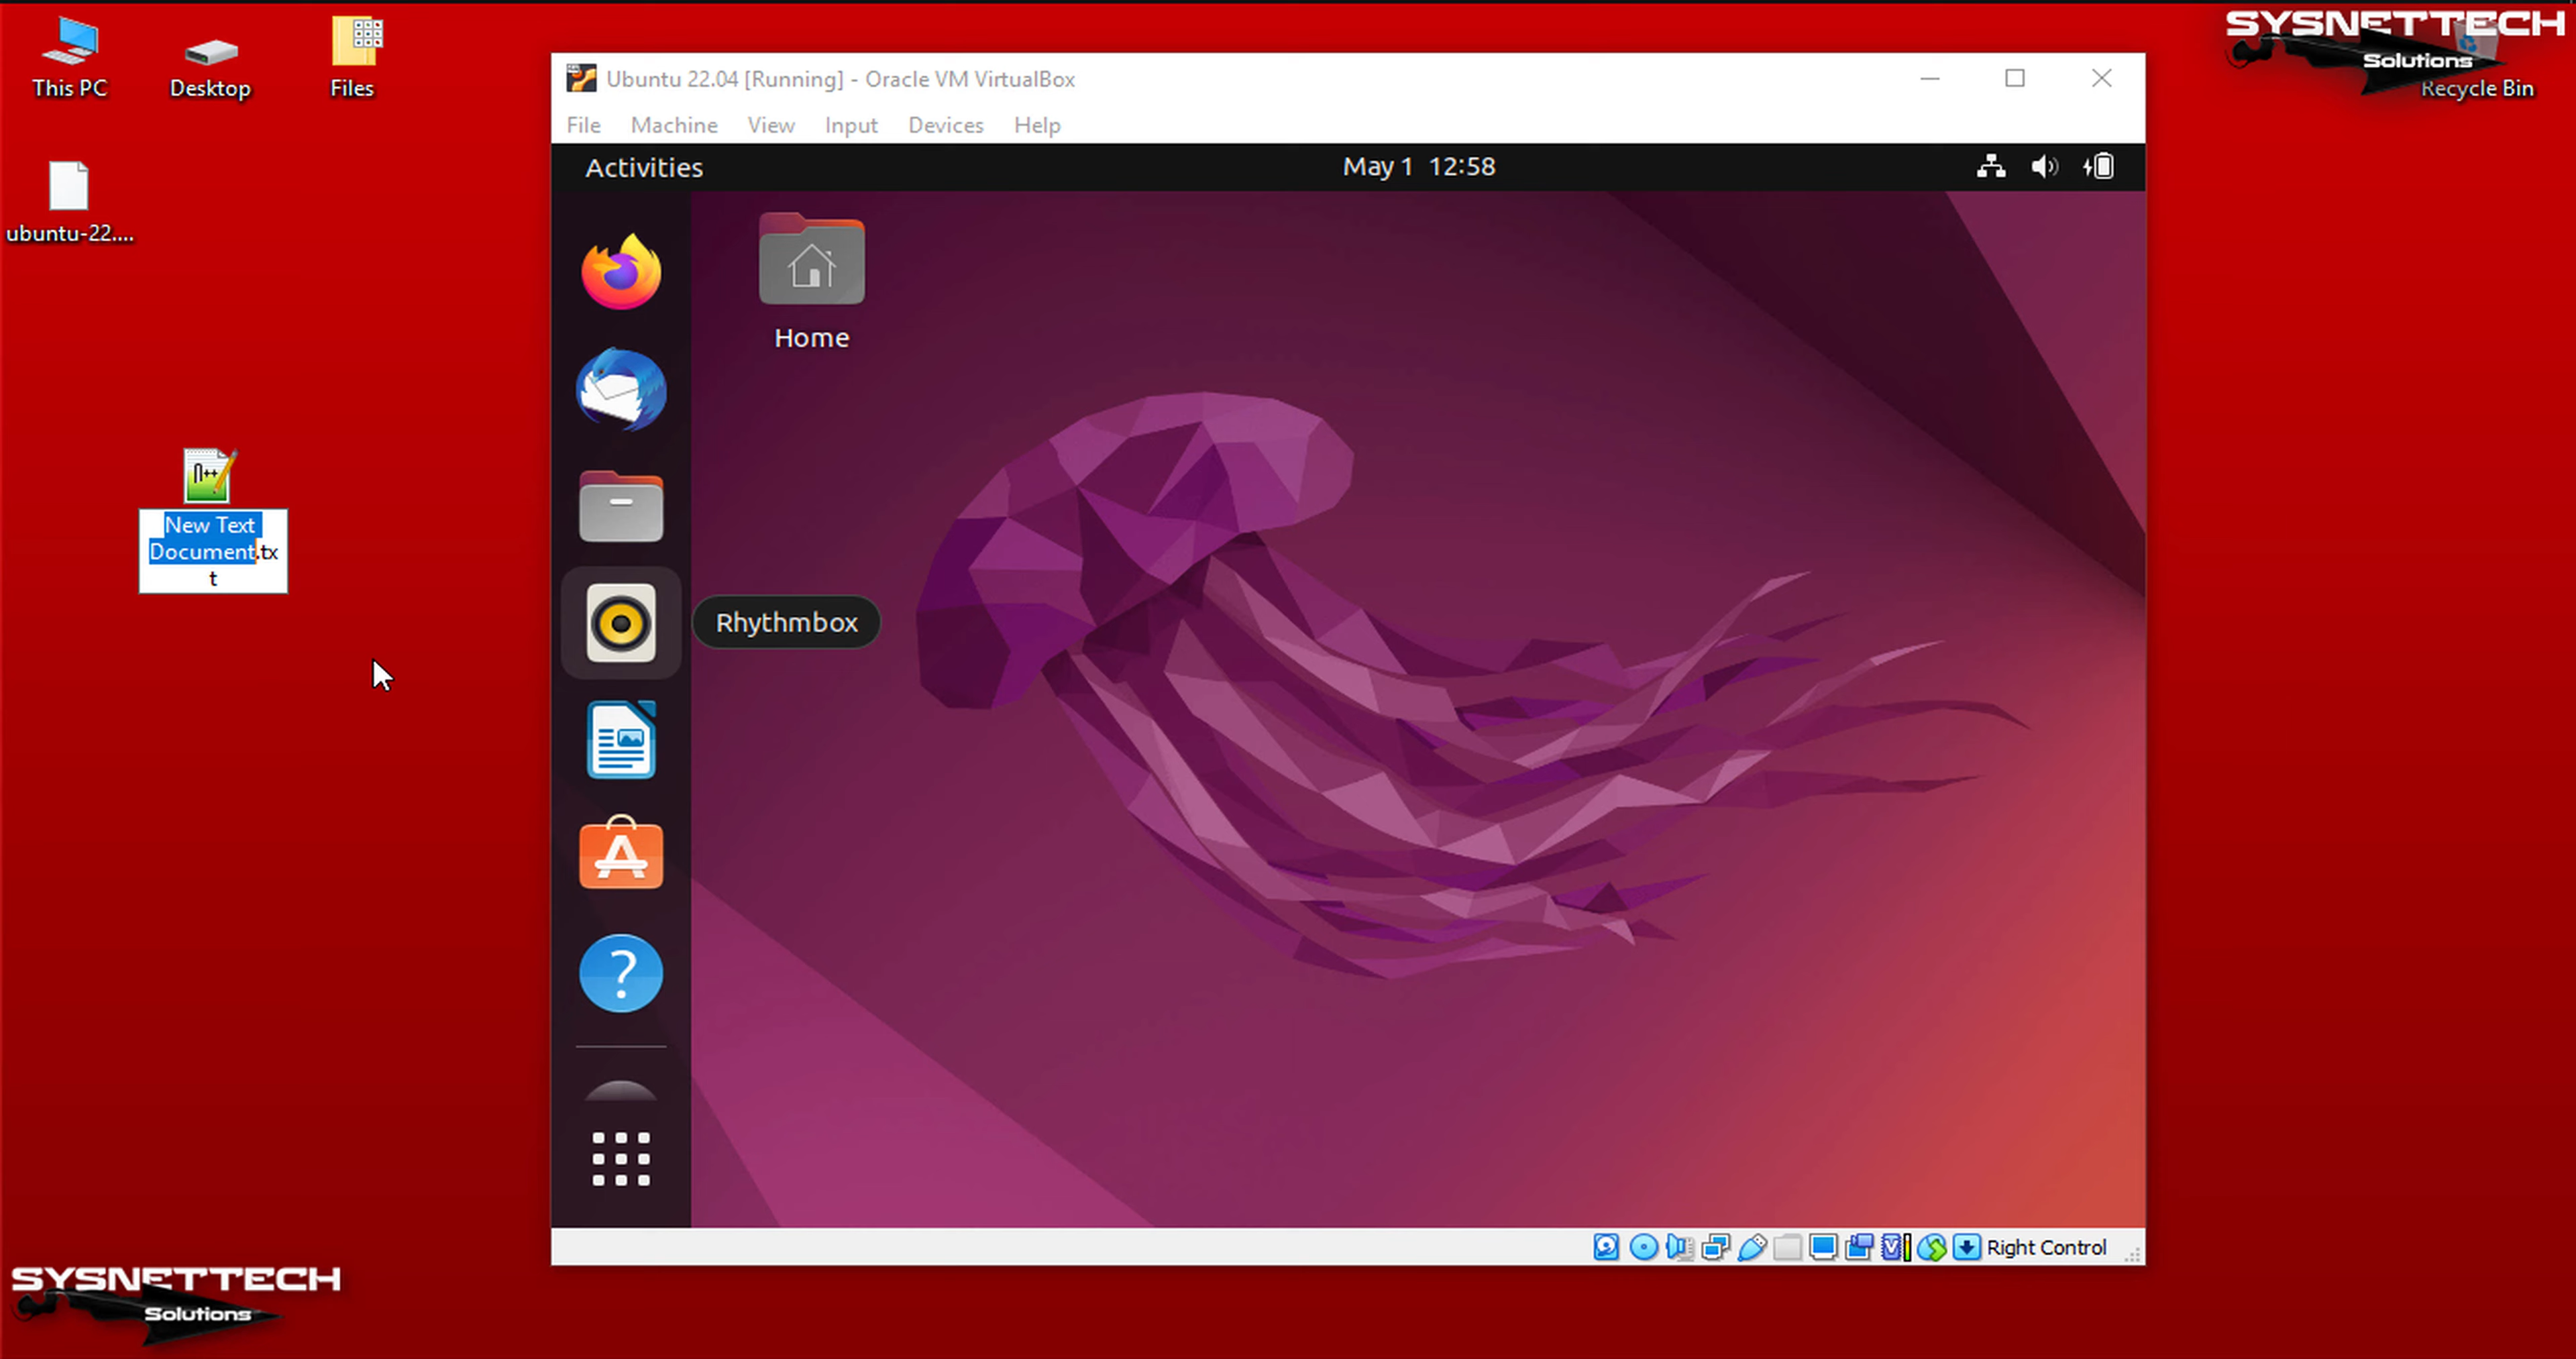 This PC
Desktop
Files
SYSNETTECH
Solutions
Recycle Bin
ubuntu-22....
n++
New Text
Document.tx
t
Ubuntu 22.04 [Running] - Oracle VM VirtualBox
File Machine View Input Devices Help
Activities
May 1 12:58
Home
Rhythmbox
?
Right Control
SYSNETTECH
Solutions